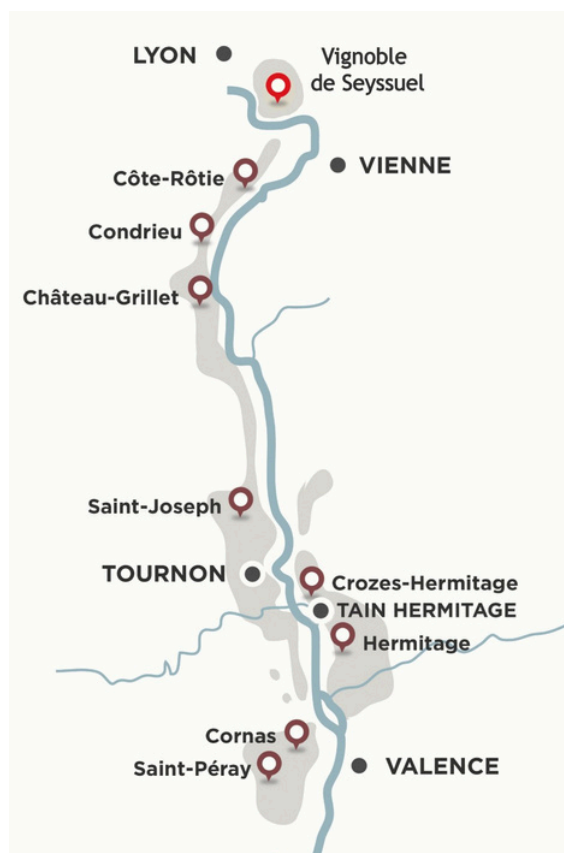 LYON
Vignoble
de Seyssuel
VIENNE
Côte-Rôtie
Condrieu
Château-Grillet
Saint-Joseph
TOURNON
Crozes-Hermitage
TAIN HERMITAGE
Hermitage
Cornas
Saint-Péray
VALENCE